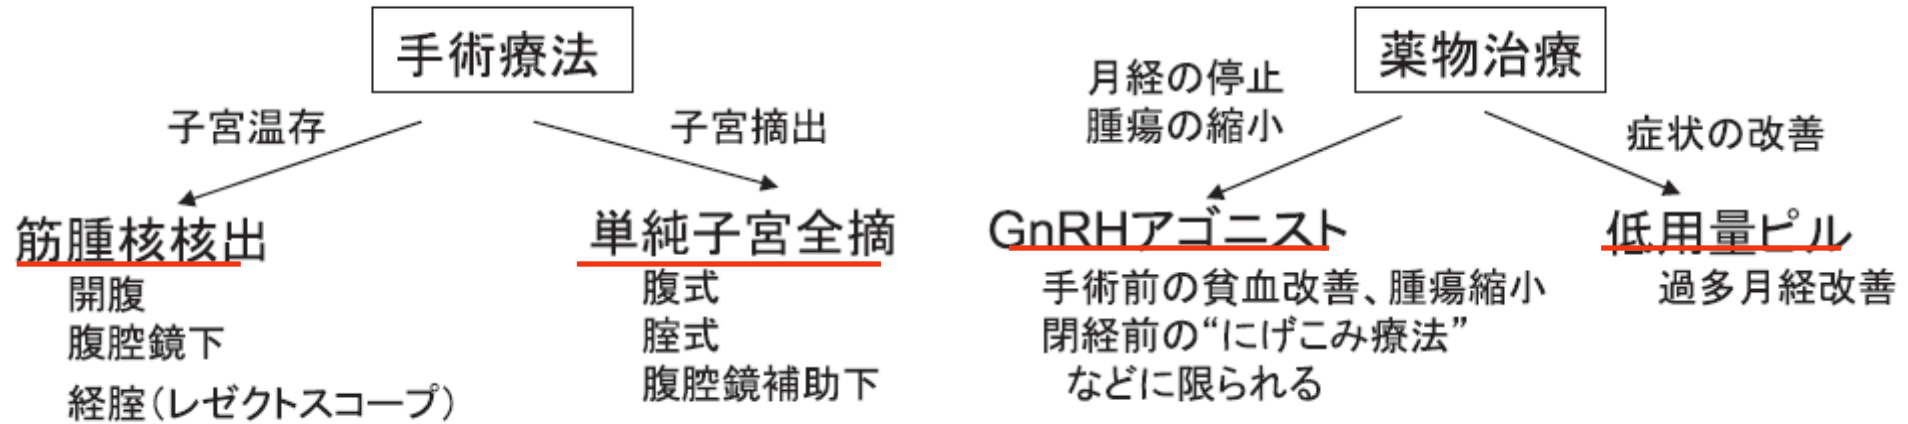 手術療法
子宮温存
子宮摘出
筋腫核核出
開腹
腹腔鏡下
経腟(レゼクトスコープ)
単純子宮全摘
腹式
腟式
腹腔鏡補助下
薬物治療
月経の停止
腫瘍の縮小
症状の改善
GnRHアゴニスト
手術前の貧血改善、腫瘍縮小
閉経前の“にげこみ療法”
などに限られる
低用量ピル
過多月経改善